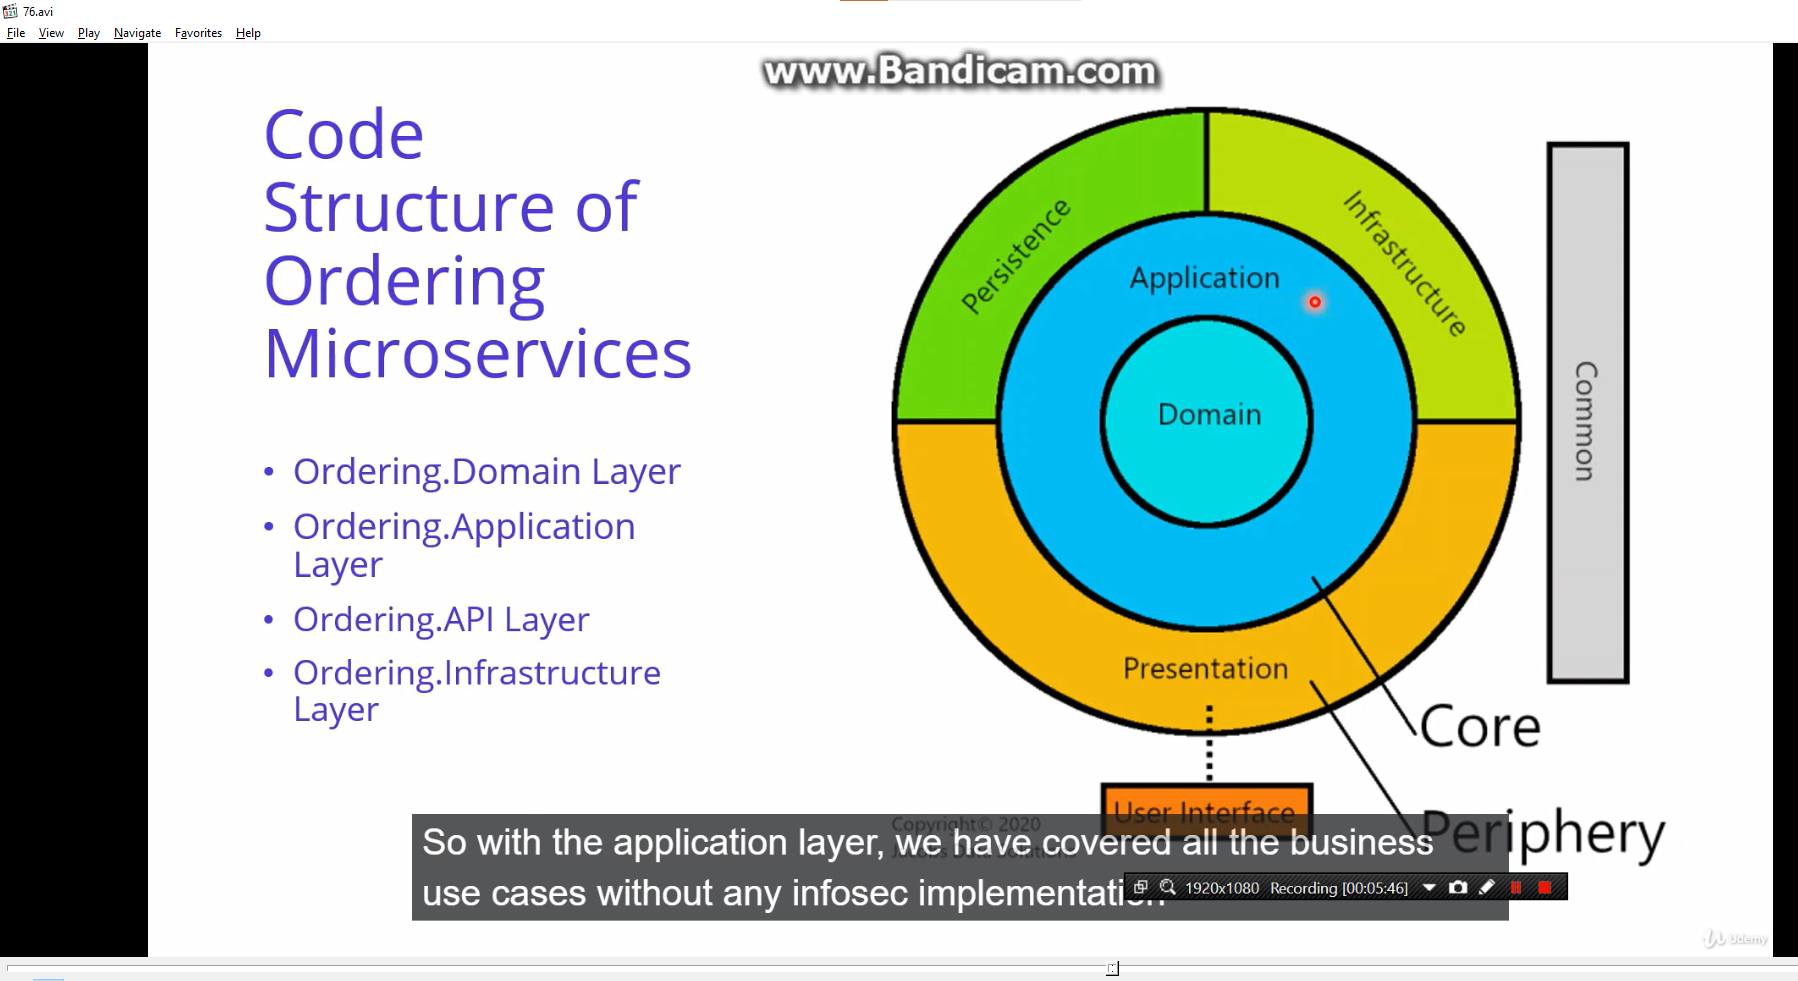 76.avi
File View Play Navigate Favorites Help
www.Bandicam.com
Code
Structure of
Ordering
Microservices
• Ordering.Domain Layer
• Ordering.Application
Layer
• Ordering.API Layer
• Ordering.Infrastructure
Layer
Persistence
Infrastructure
Application
Domain
Presentation
Common
Core
Periphery
User Interface
Copyright© 2020
So with the application layer, we have covered all the business
use cases without any infosec implementation
1920x1080 Recording [00:05:46]
Udemy